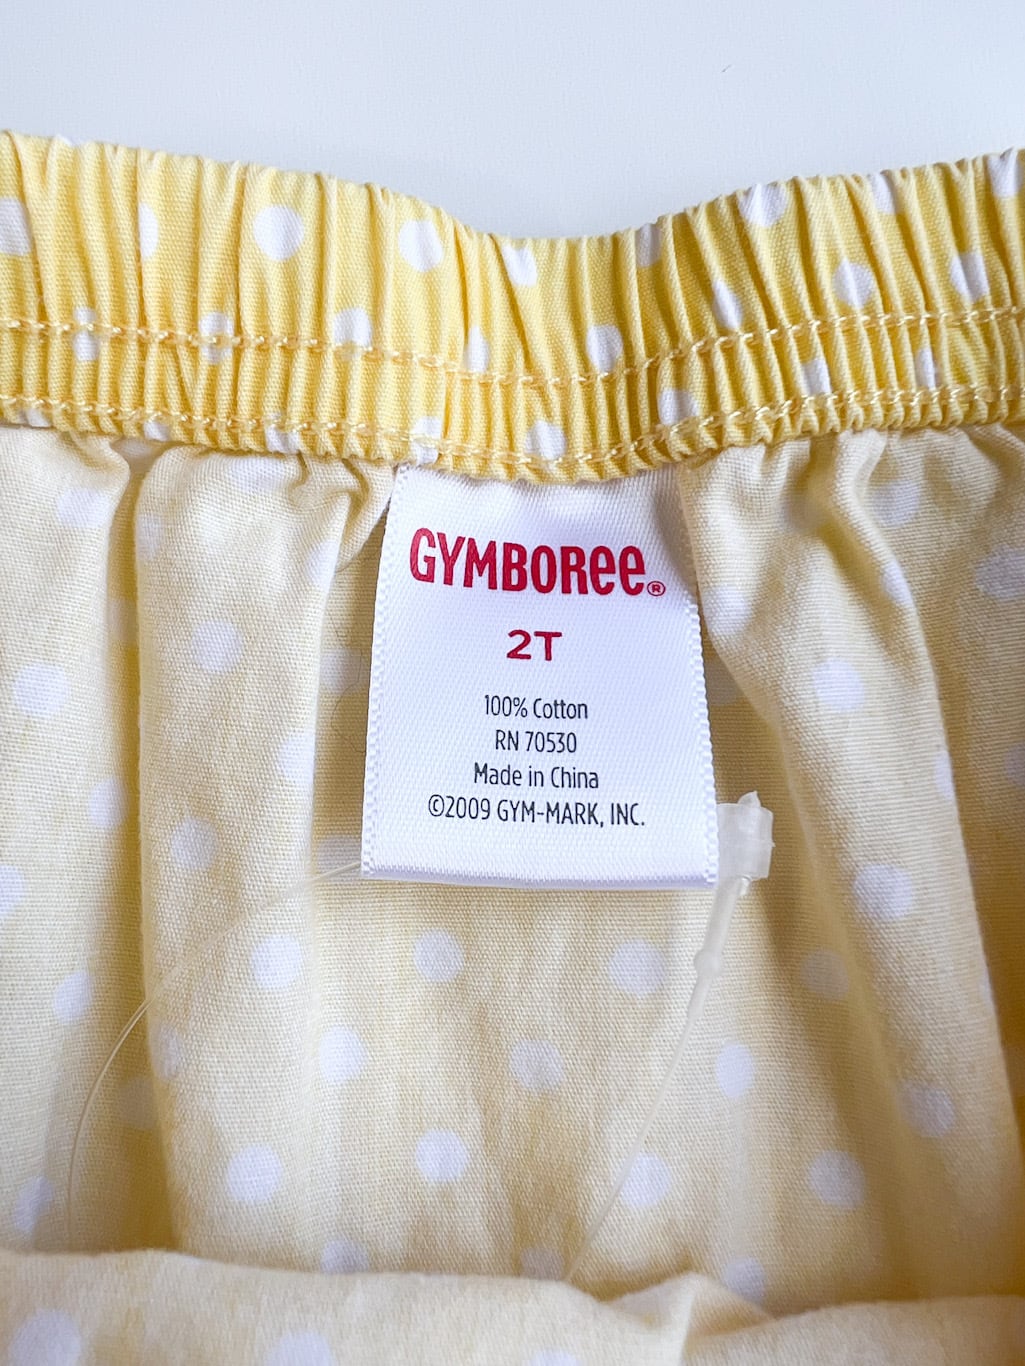 GYMBOREE®
2T
100% Cotton
RN 70530
Made in China
©2009 GYM-MARK, INC.